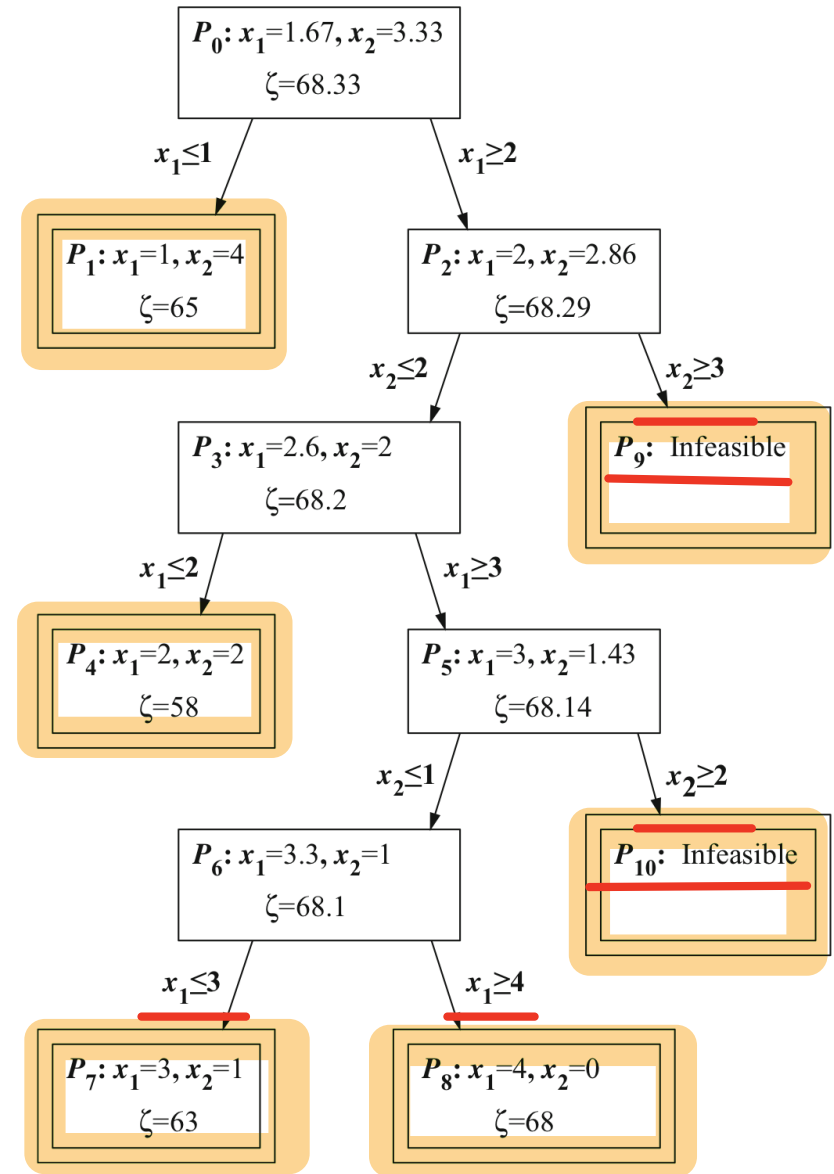 P₀: x₁=1.67, x₂=3.33
ζ=68.33
x₁≤1
x₁≥2
P₁: x₁=1, x₂=4
ζ=65
P₂: x₁=2, x₂=2.86
ζ=68.29
x₂≤2
x₂≥3
P₃: x₁=2.6, x₂=2
ζ=68.2
P₉: Infeasible
x₁≤2
x₁≥3
P₄: x₁=2, x₂=2
ζ=58
P₅: x₁=3, x₂=1.43
ζ=68.14
x₂≤1
x₂≥2
P₆: x₁=3.3, x₂=1
ζ=68.1
P₁₀: Infeasible
x₁≤3
x₁≥4
P₇: x₁=3, x₂=1
ζ=63
P₈: x₁=4, x₂=0
ζ=68